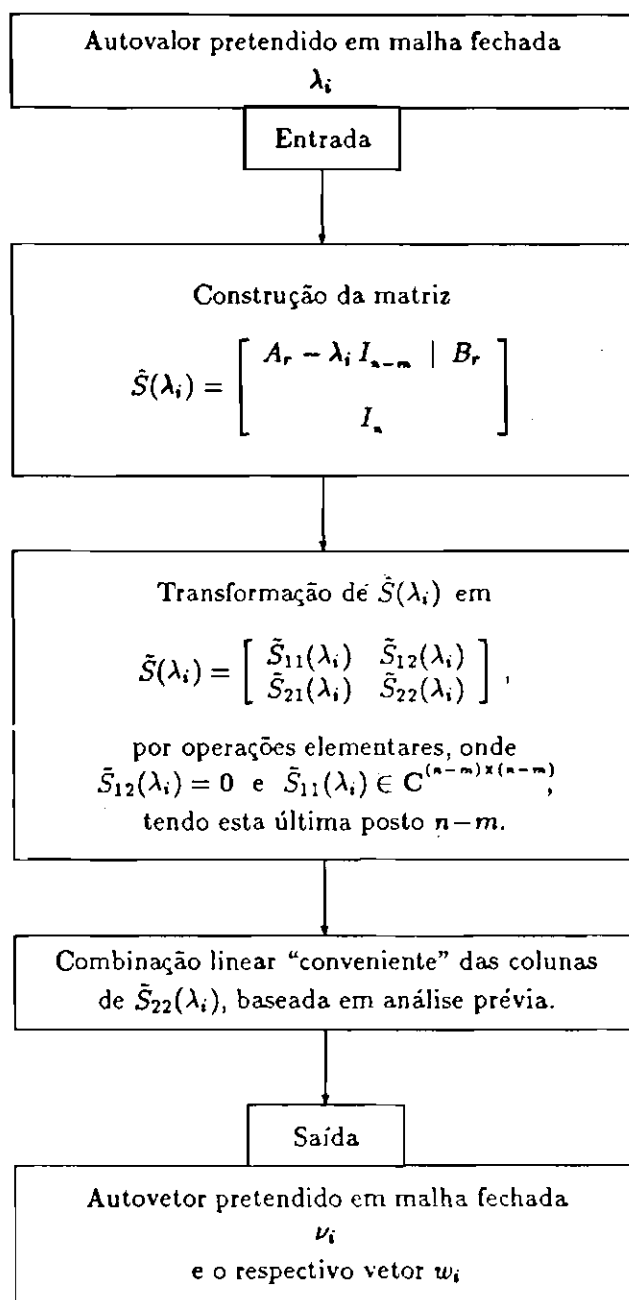 Autovalor pretendido em malha fechada
λ_i
Entrada
Construção da matriz
Ŝ(λ_i) = [ A_r − λ_i I_{n−m} | B_r
I_n ]
Transformação de Ŝ(λ_i) em
S̃(λ_i) = [ S̃_11(λ_i) S̃_12(λ_i)
S̃_21(λ_i) S̃_22(λ_i) ] ,
por operações elementares, onde
S̃_12(λ_i) = 0 e S̃_11(λ_i) ∈ C^{(n−m)x(n−m)},
tendo esta última posto n−m.
Combinação linear “conveniente” das colunas
de S̃_22(λ_i), baseada em análise prévia.
Saída
Autovetor pretendido em malha fechada
ν_i
e o respectivo vetor w_i